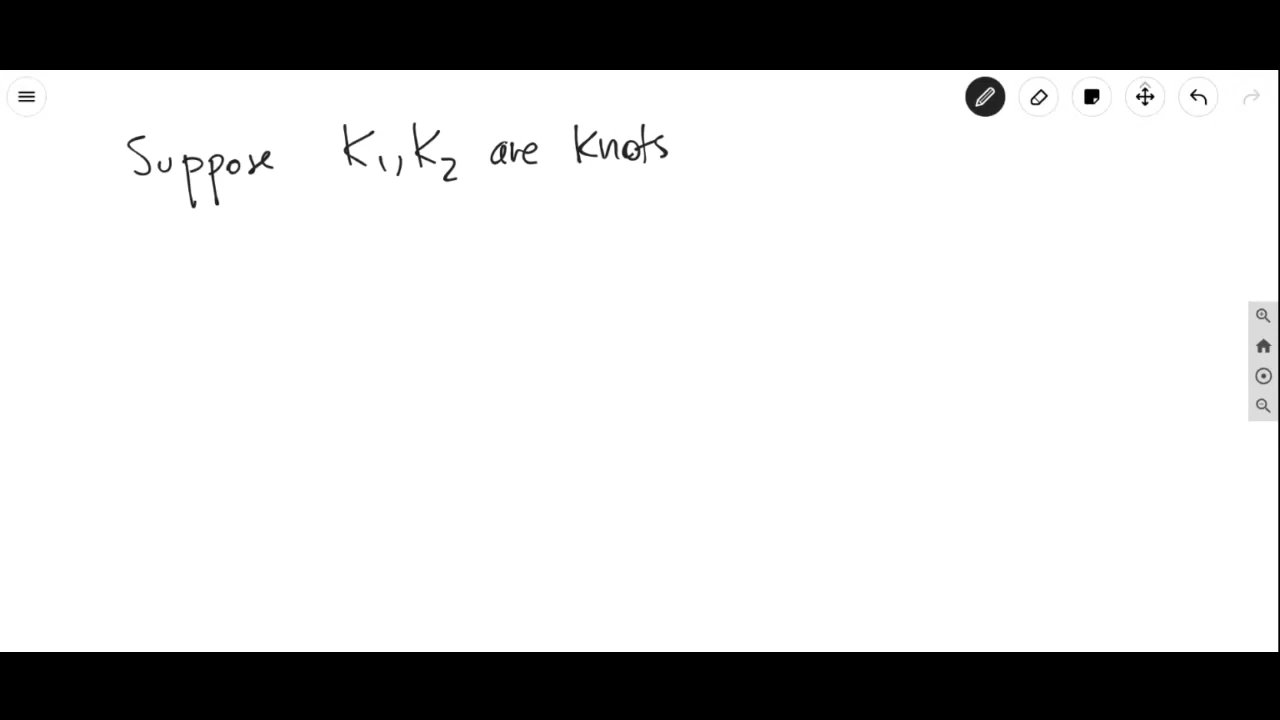 Suppose K₁, K₂ are knots